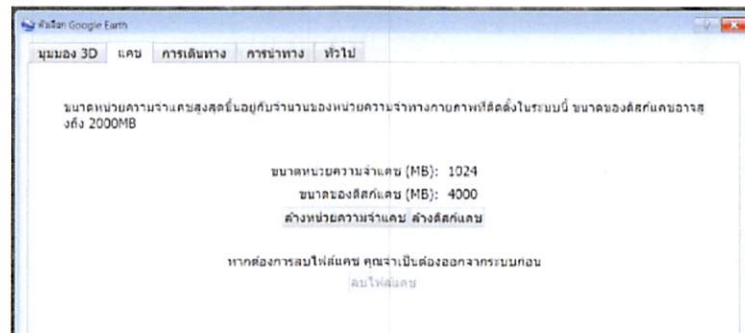 ตัวเลือก Google Earth
มุมมอง 3D แคช การเดินทาง การนำทาง ทั่วไป
ขนาดหน่วยความจำแคชสูงสุดขึ้นอยู่กับจำนวนของหน่วยความจำทางกายภาพที่ติดตั้งในระบบนี้ ขนาดของดิสก์แคชอาจสู
งถึง 2000MB
ขนาดหน่วยความจำแคช (MB): 1024
ขนาดของดิสก์แคช (MB): 4000
ล้างหน่วยความจำแคช ล้างดิสก์แคช
หากต้องการลบไฟล์แคช คุณจำเป็นต้องออกจากระบบก่อน
ลบไฟล์แคช